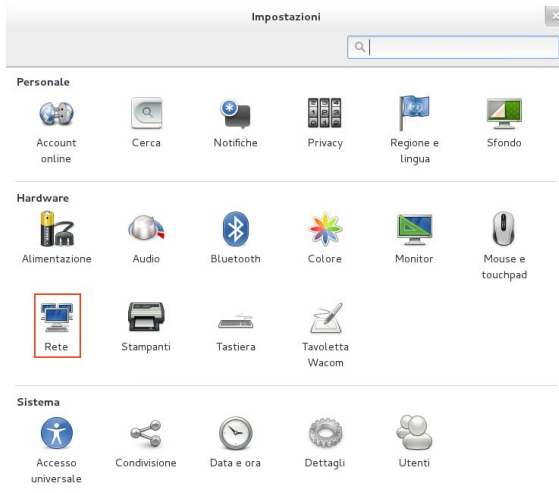 Impostazioni
Personale
Account online
Cerca
Notifiche
Privacy
Regione e lingua
Sfondo
Hardware
Alimentazione
Audio
Bluetooth
Colore
Monitor
Mouse e touchpad
Rete
Stampanti
Tastiera
Tavoletta Wacom
Sistema
Accesso universale
Condivisione
Data e ora
Dettagli
Utenti